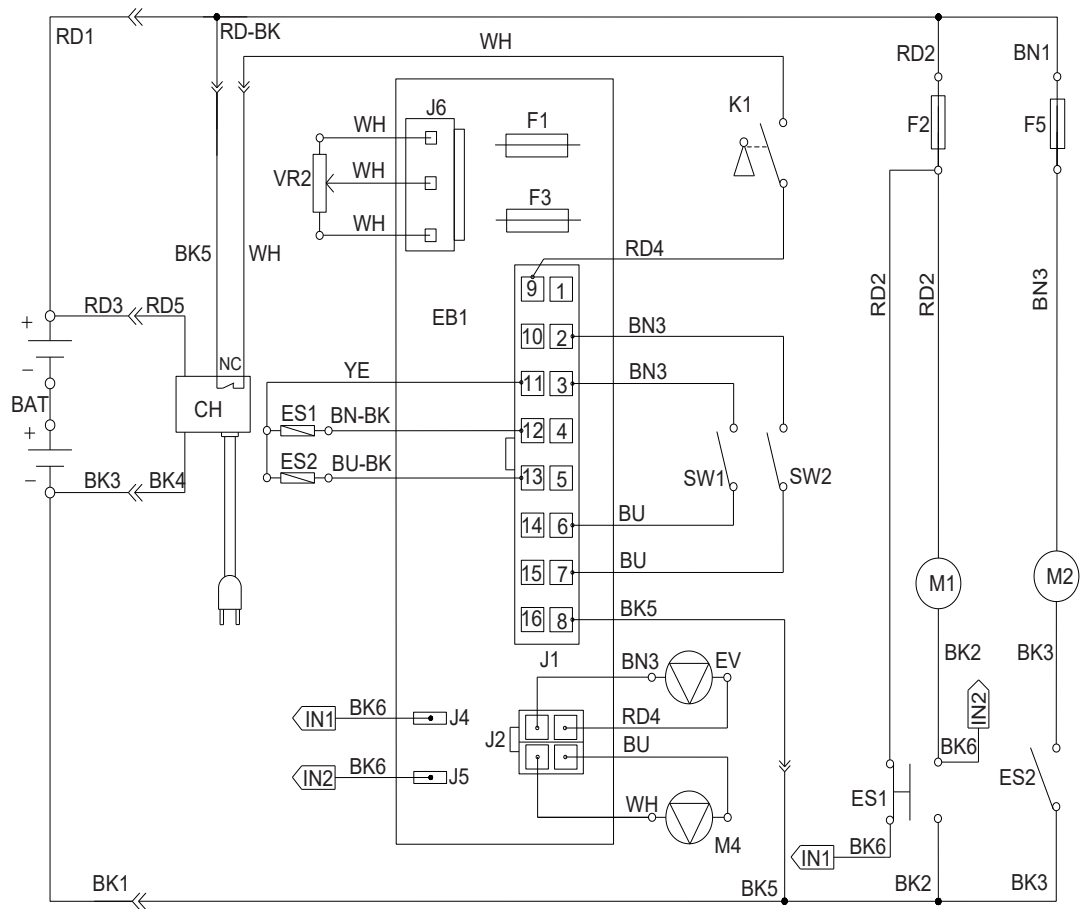 RD1
RD-BK
WH
RD2
BN1
K1
J6
F1
F2
F5
WH
VR2
WH
F3
WH
BK5
WH
RD4
9 1
RD2
RD2
BN3
RD3
RD5
EB1
+
10 2
BN3
−
NC
YE
11 3
BN3
BAT
CH
ES1
BN-BK
12 4
+
ES2
BU-BK
13 5
SW1
SW2
−
BK3
BK4
14 6
BU
15 7
BU
M1
M2
16 8
BK5
J1
BN3
EV
BK2
BK3
IN2
IN1
BK6
J4
RD4
J2
BU
BK6
IN2
BK6
J5
ES1
ES2
WH
M4
IN1
BK6
BK1
BK5
BK2
BK3